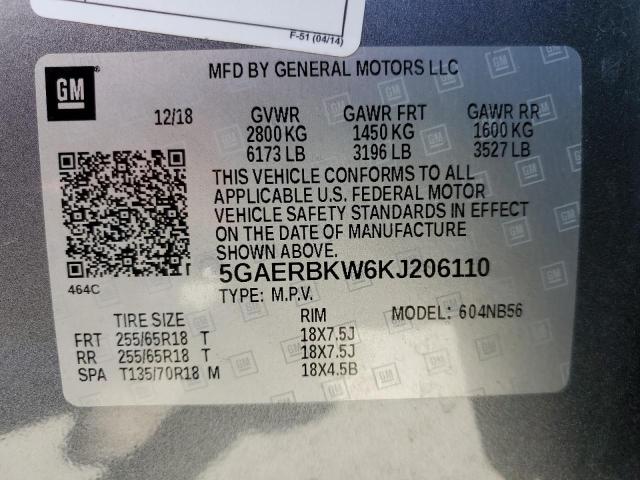 F-51 (04/14)
GM
MFD BY GENERAL MOTORS LLC
12/18 GVWR GAWR FRT GAWR RR
2800 KG 1450 KG 1600 KG
6173 LB 3196 LB 3527 LB
THIS VEHICLE CONFORMS TO ALL
APPLICABLE U.S. FEDERAL MOTOR
VEHICLE SAFETY STANDARDS IN EFFECT
ON THE DATE OF MANUFACTURE
SHOWN ABOVE.
464C
5GAERBKW6KJ206110
TYPE: M.P.V.
TIRE SIZE RIM MODEL: 604NB56
FRT 255/65R18 T 18X7.5J
RR 255/65R18 T 18X7.5J
SPA T135/70R18 M 18X4.5B